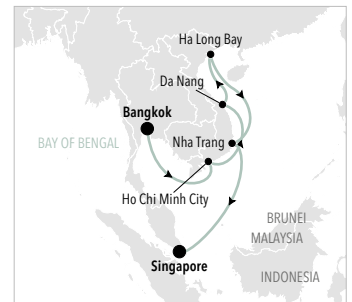 Ha Long Bay
Da Nang
Bangkok
BAY OF BENGAL
Nha Trang
Ho Chi Minh City
BRUNEI
MALAYSIA
Singapore
INDONESIA